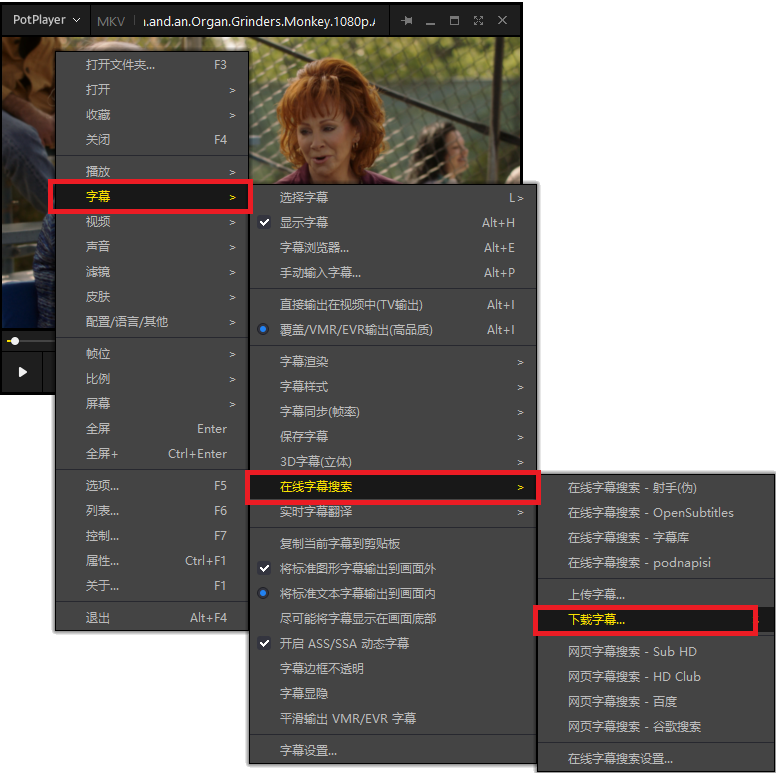 PotPlayer
MKV
ı.and.an.Organ.Grinders.Monkey.1080p.A
打开文件夹... F3
打开 >
收藏 >
关闭 F4
播放 >
字幕 >
视频 >
声音 >
滤镜 >
皮肤 >
配置/语言/其他 >
帧位 >
比例 >
屏幕 >
全屏 Enter
全屏+ Ctrl+Enter
选项... F5
列表... F6
控制... F7
属性... Ctrl+F1
关于... F1
退出 Alt+F4
选择字幕 L>
显示字幕 Alt+H
字幕浏览器... Alt+E
手动输入字幕... Alt+P
直接输出在视频中(TV输出) Alt+I
覆盖/VMR/EVR输出(高品质) Alt+I
字幕渲染 >
字幕样式 >
字幕同步(帧率) >
保存字幕 >
3D字幕(立体) >
在线字幕搜索 >
实时字幕翻译 >
复制当前字幕到剪贴板
将标准图形字幕输出到画面外
将标准文本字幕输出到画面内
尽可能将字幕显示在画面底部
开启 ASS/SSA 动态字幕
字幕边框不透明
字幕显隐
平滑输出 VMR/EVR 字幕
字幕设置...
在线字幕搜索 - 射手(伪)
在线字幕搜索 - OpenSubtitles
在线字幕搜索 - 字幕库
在线字幕搜索 - podnapisi
上传字幕...
下载字幕...
网页字幕搜索 - Sub HD
网页字幕搜索 - HD Club
网页字幕搜索 - 百度
网页字幕搜索 - 谷歌搜索
在线字幕搜索设置...